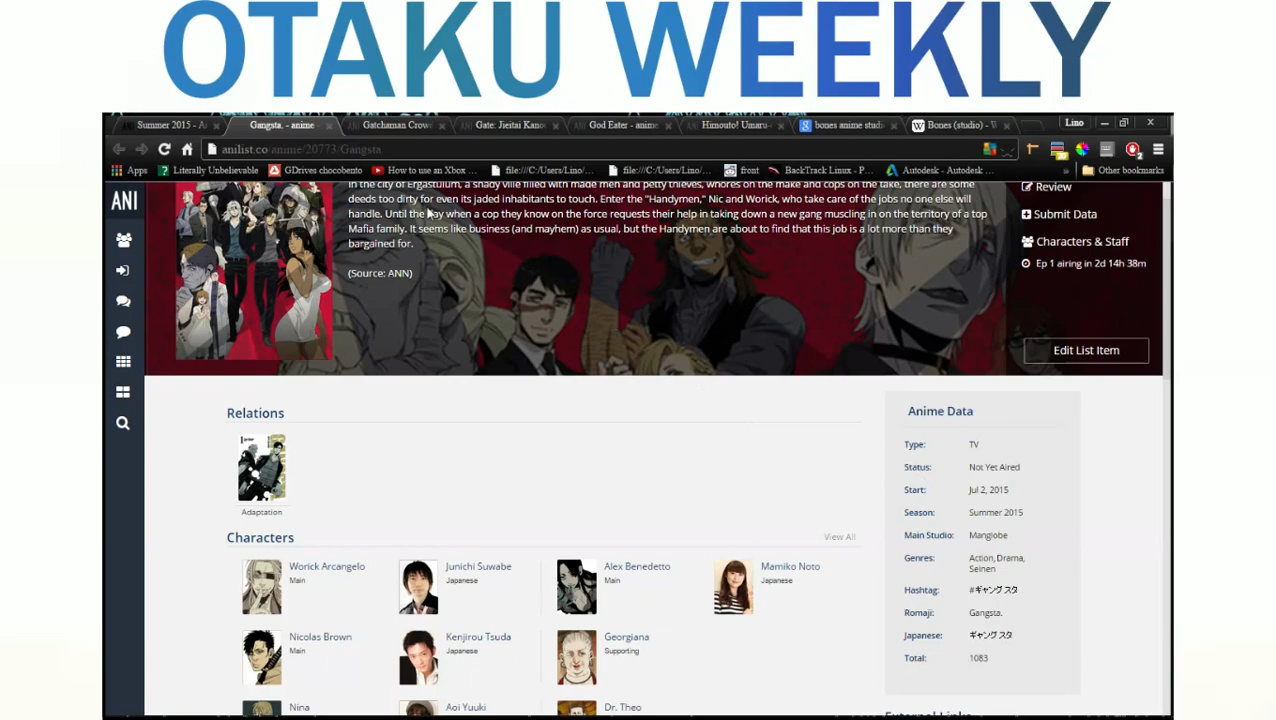 OTAKU WEEKLY
Summer 2015 - A
Gangsta. - anime -
Gatchaman Crow
Gate: Jieitai Kano
God Eater - anime
Himouto! Umaru-
bones anime studi
Bones (studio) - W
Lino
anilist.co/anime/20773/Gangsta.
Apps
Literally Unbelievable
GDrives chocobento
How to use an Xbox ...
file:///C:/Users/Lino/...
file:///C:/Users/Lino/...
front
BackTrack Linux - P...
Autodesk - Autodesk...
Other bookmarks
ANI
In the city of Ergastulum, a shady ville filled with made men and petty thieves, whores on the make and cops on the take, there are some
deeds too dirty for even its jaded inhabitants to touch. Enter the "Handymen," Nic and Worick, who take care of the jobs no one else will
handle. Until the day when a cop they know on the force requests their help in taking down a new gang muscling in on the territory of a top
Mafia family. It seems like business (and mayhem) as usual, but the Handymen are about to find that this job is a lot more than they
bargained for.
(Source: ANN)
Review
Submit Data
Characters & Staff
Ep 1 airing in 2d 14h 38m
Edit List Item
Relations
Adaptation
Characters
View All
Worick Arcangelo
Main
Junichi Suwabe
Japanese
Alex Benedetto
Main
Mamiko Noto
Japanese
Nicolas Brown
Main
Kenjirou Tsuda
Japanese
Georgiana
Supporting
Nina
Aoi Yuuki
Dr. Theo
Anime Data
Type: TV
Status: Not Yet Aired
Start: Jul 2, 2015
Season: Summer 2015
Main Studio: Manglobe
Genres: Action, Drama,
Seinen
Hashtag: #ギャングスタ
Romaji: Gangsta.
Japanese: ギャングスタ
Total: 1083
External Links